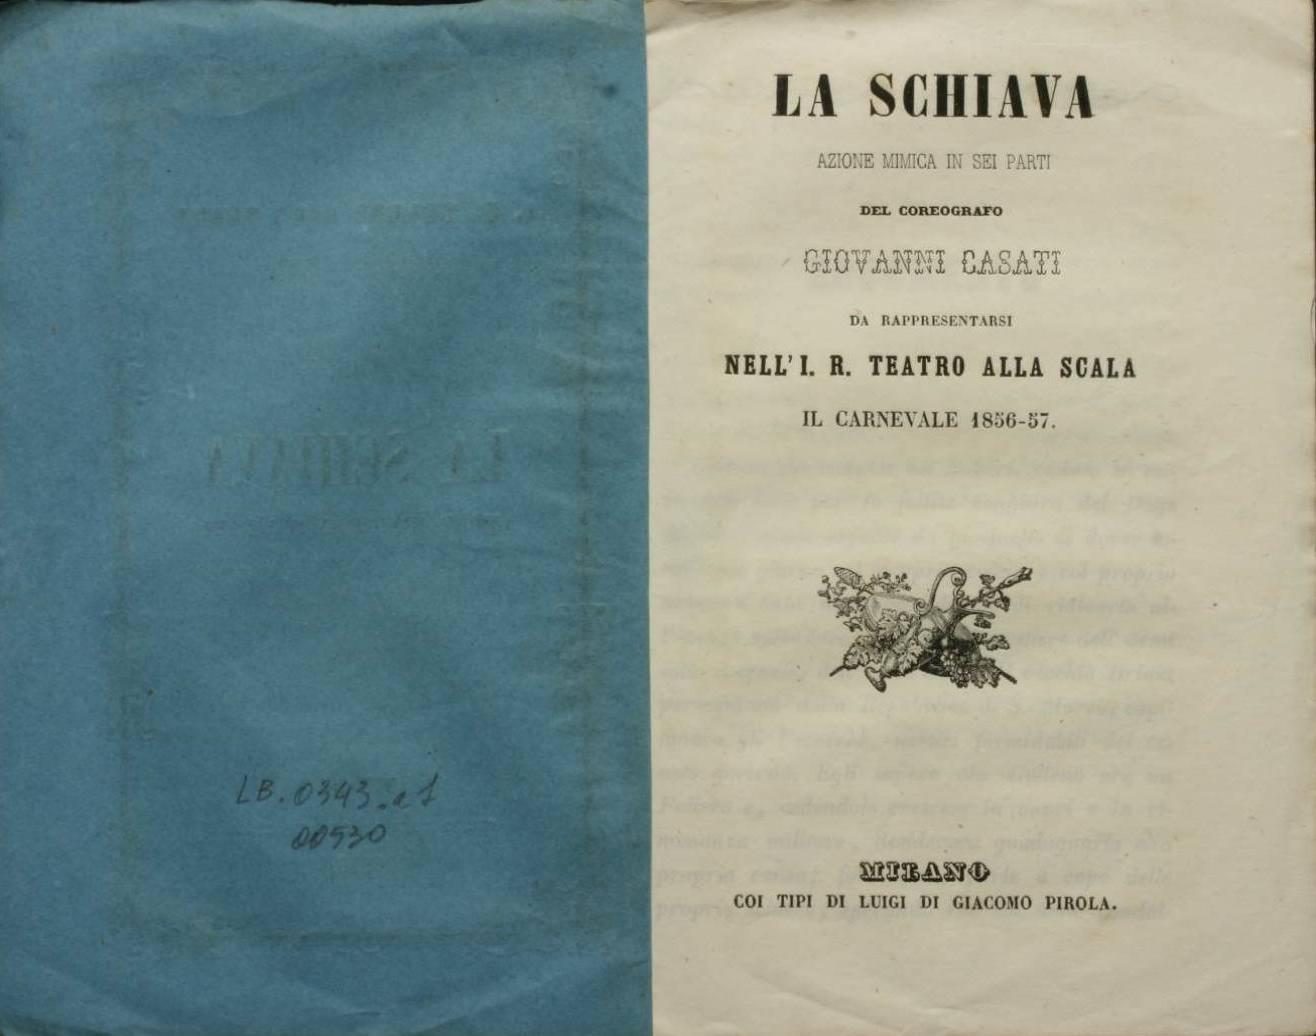 LB.0343.a1
00530
LA SCHIAVA
AZIONE MIMICA IN SEI PARTI
DEL COREOGRAFO
GIOVANNI CASATI
DA RAPPRESENTARSI
NELL' I. R. TEATRO ALLA SCALA
IL CARNEVALE 1856-57.
MILANO
COI TIPI DI LUIGI DI GIACOMO PIROLA.